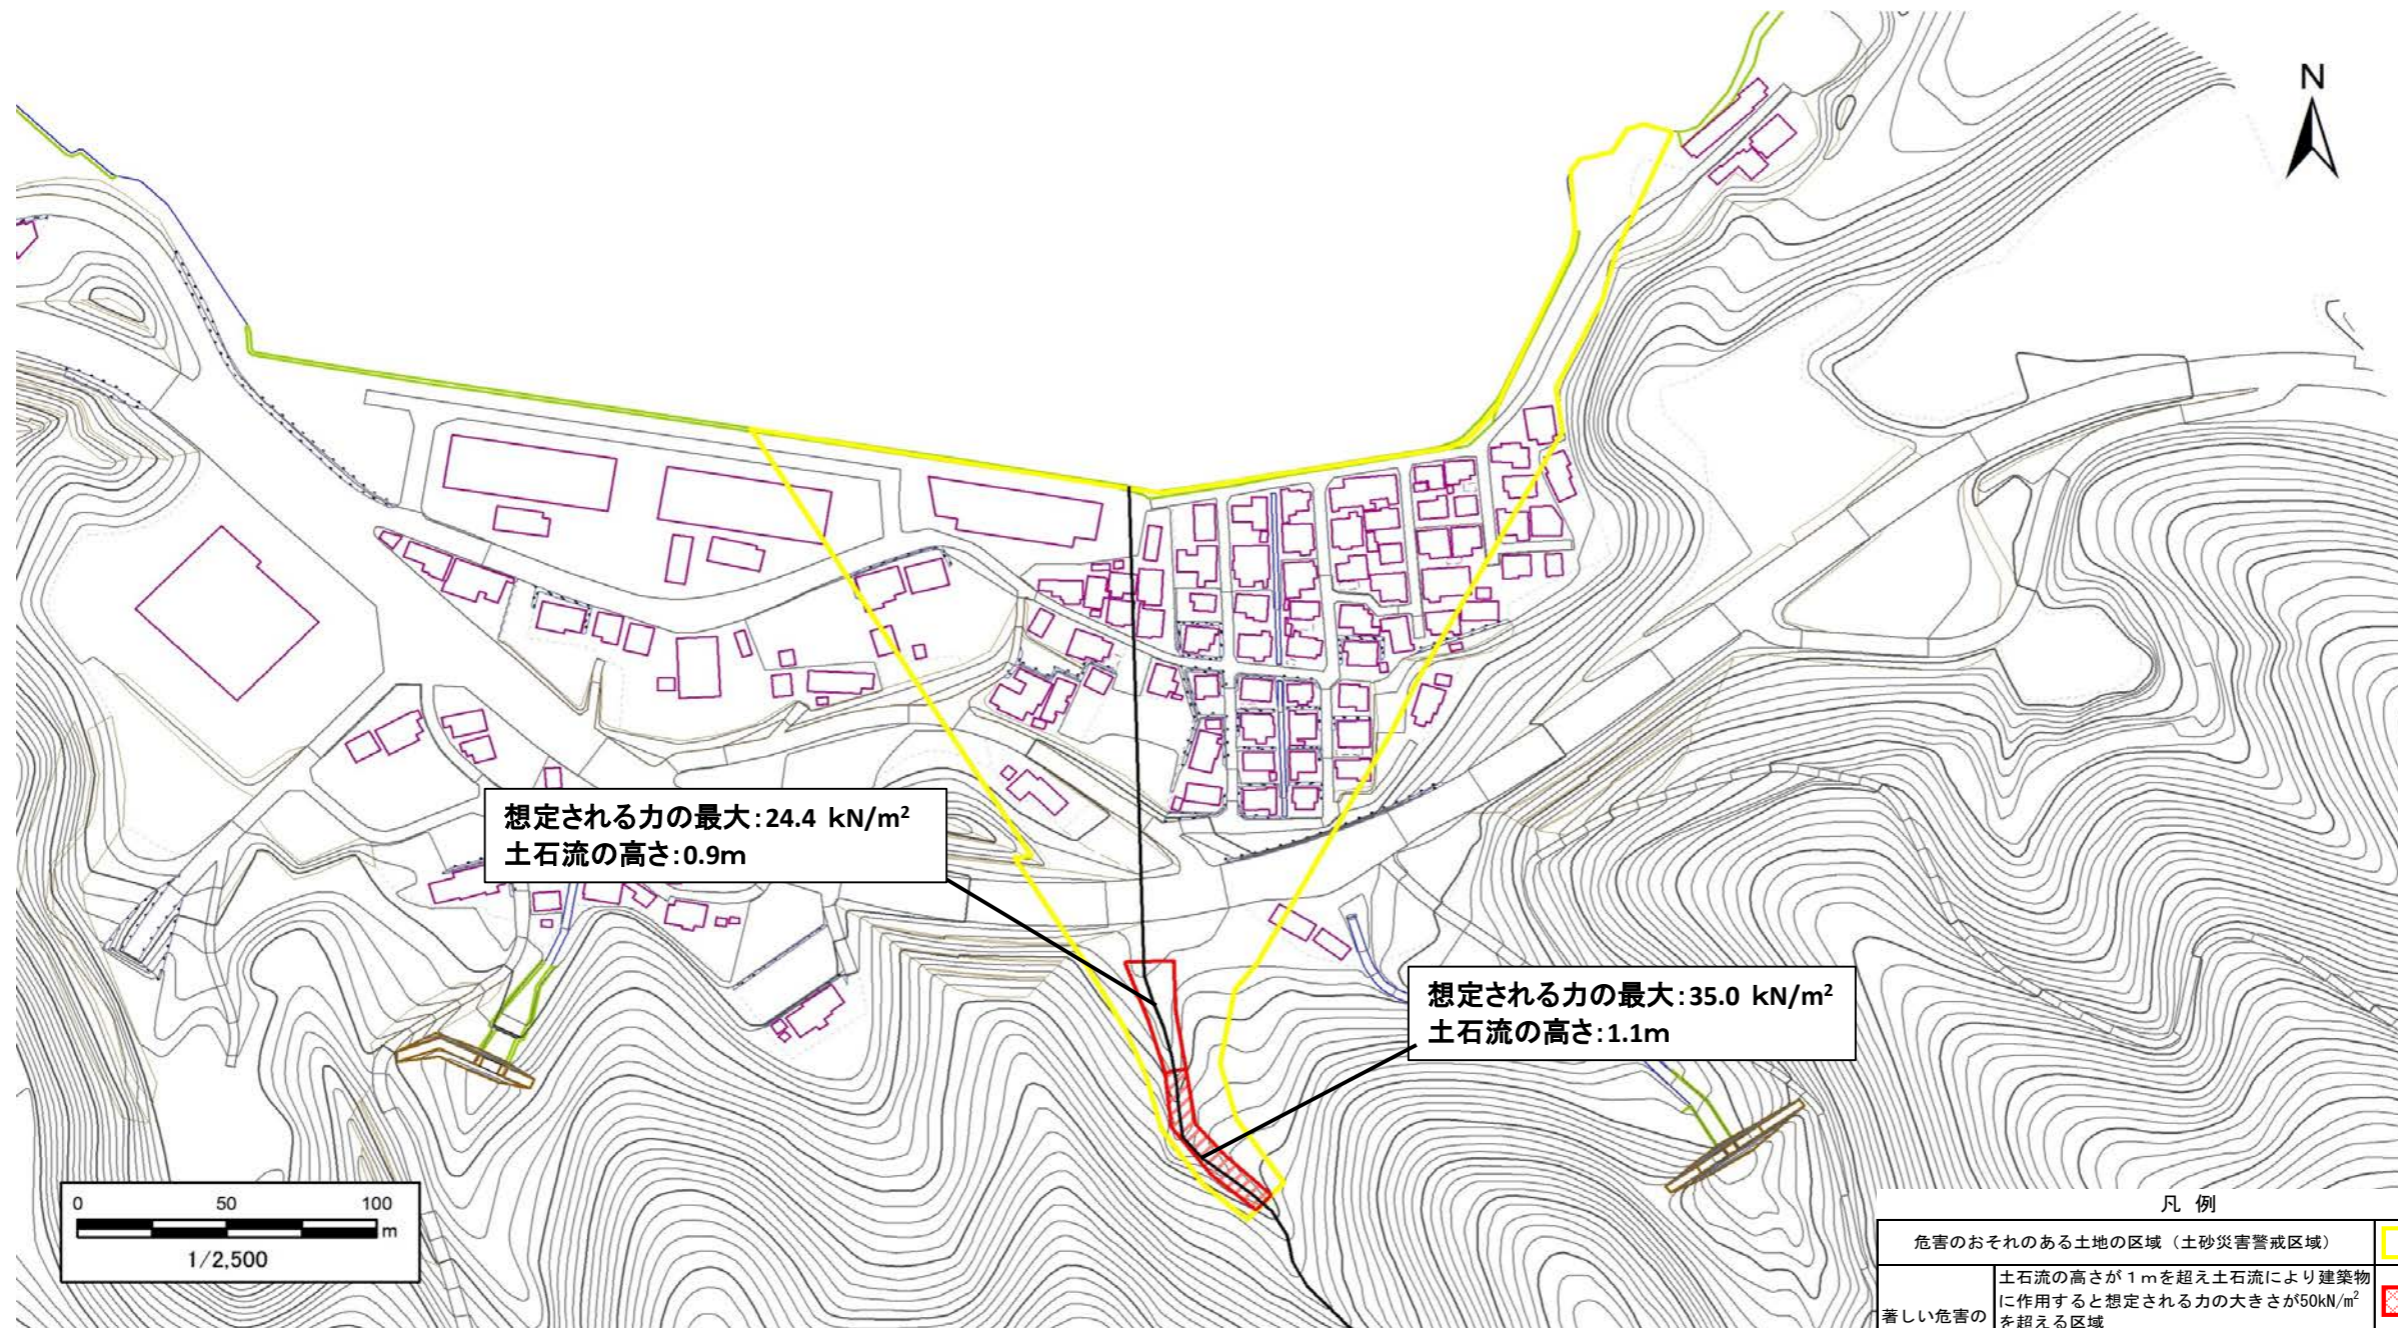 N
想定される力の最大:24.4 kN/m²
土石流の高さ:0.9m
想定される力の最大:35.0 kN/m²
土石流の高さ:1.1m
0 50 100
m
1/2,500
凡 例
危害のおそれのある土地の区域（土砂災害警戒区域）
土石流の高さが１ｍを超え土石流により建築物
に作用すると想定される力の大きさが50kN/m²
を超える区域
著しい危害の